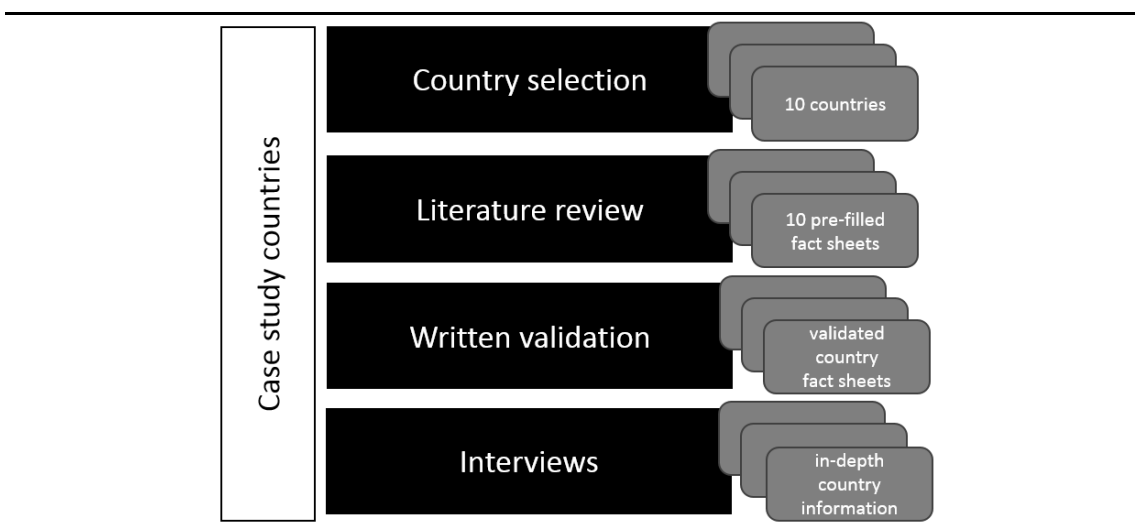 Case study countries
Country selection
10 countries
Literature review
10 pre-filled
fact sheets
Written validation
validated
country
fact sheets
Interviews
in-depth
country
information